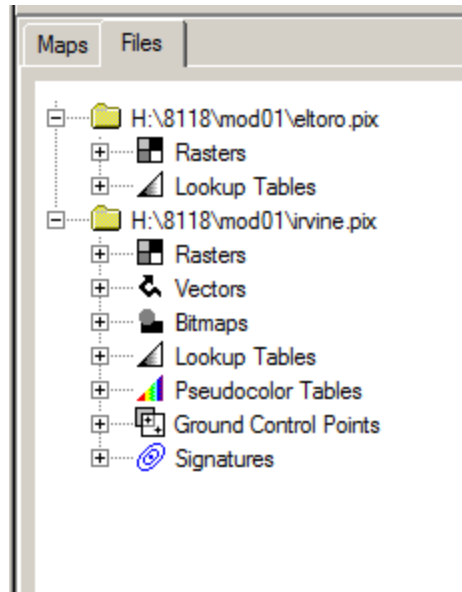 Maps Files
H:\8118\mod01\eltoro.pix
Rasters
Lookup Tables
H:\8118\mod01\irvine.pix
Rasters
Vectors
Bitmaps
Lookup Tables
Pseudocolor Tables
Ground Control Points
Signatures